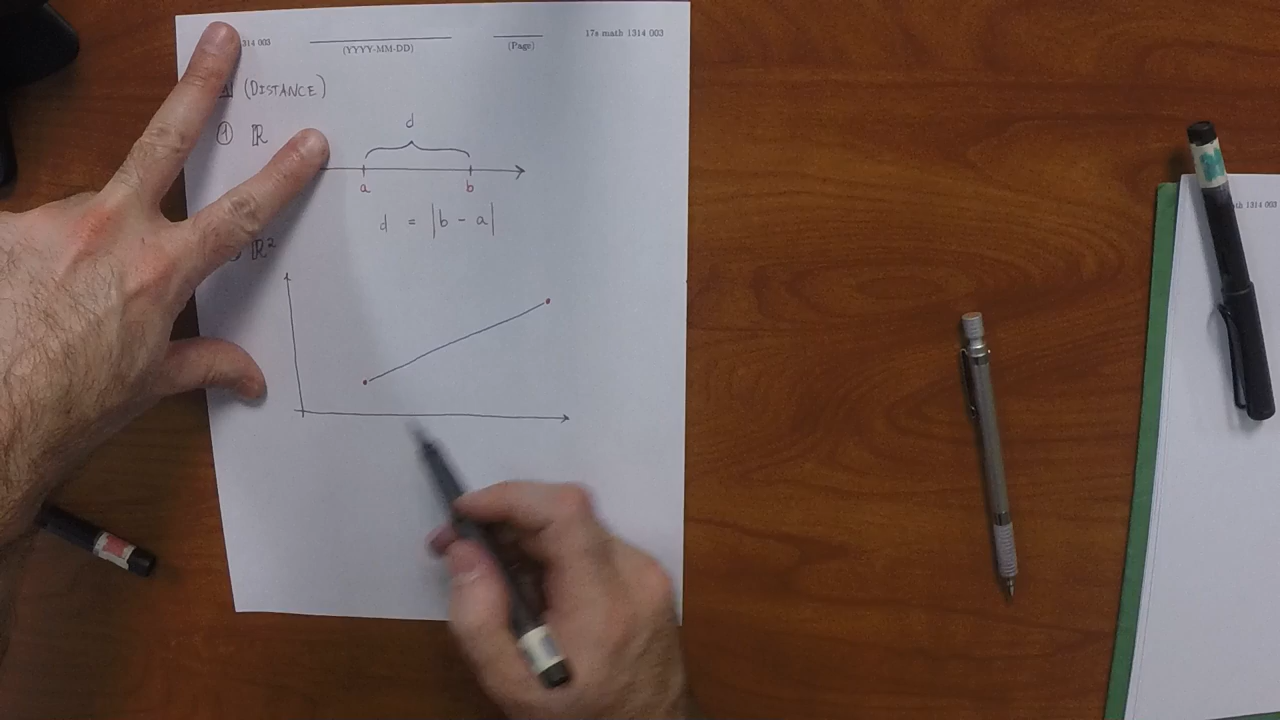 314 003 (YYYY-MM-DD) (Page) 17s math 1314 003
(DISTANCE)
① ℝ
d
a b
d = |b - a|
ℝ²
th 1314 003